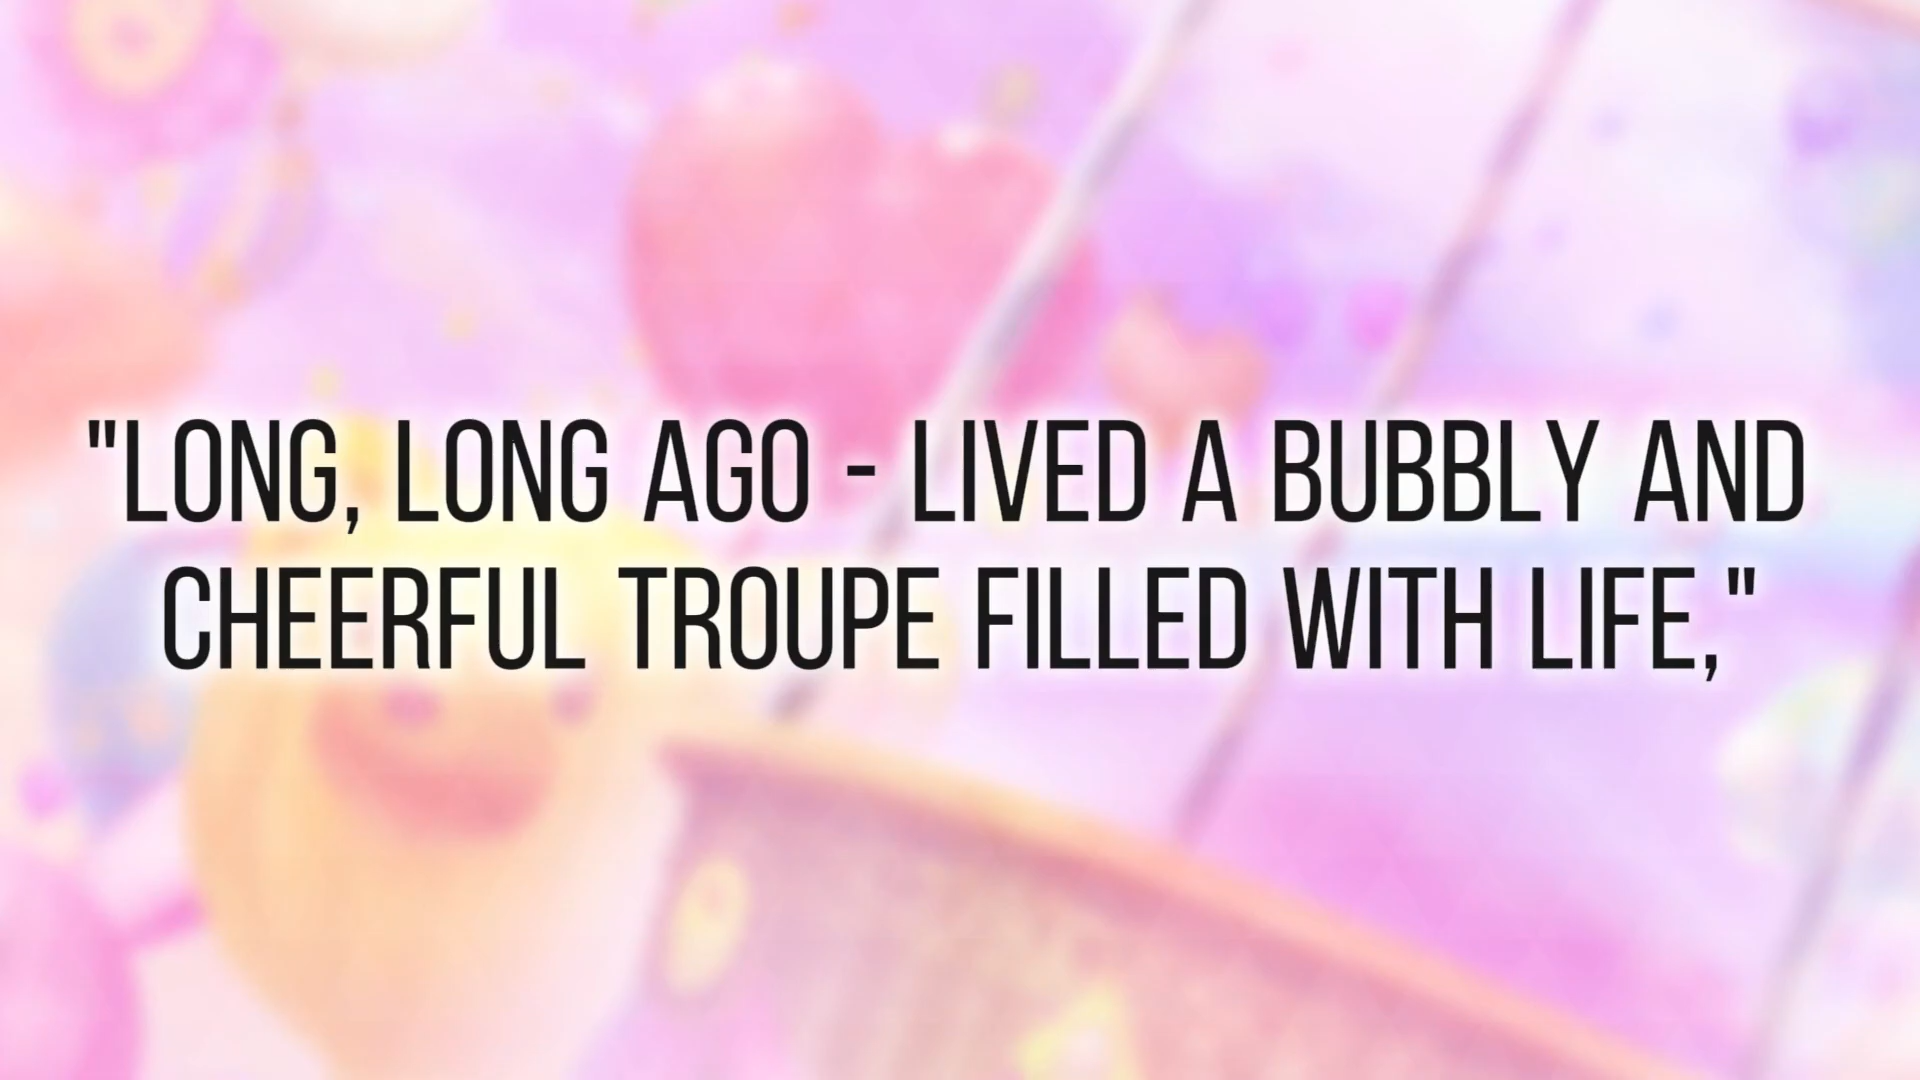 "LONG, LONG AGO - LIVED A BUBBLY AND
CHEERFUL TROUPE FILLED WITH LIFE,"